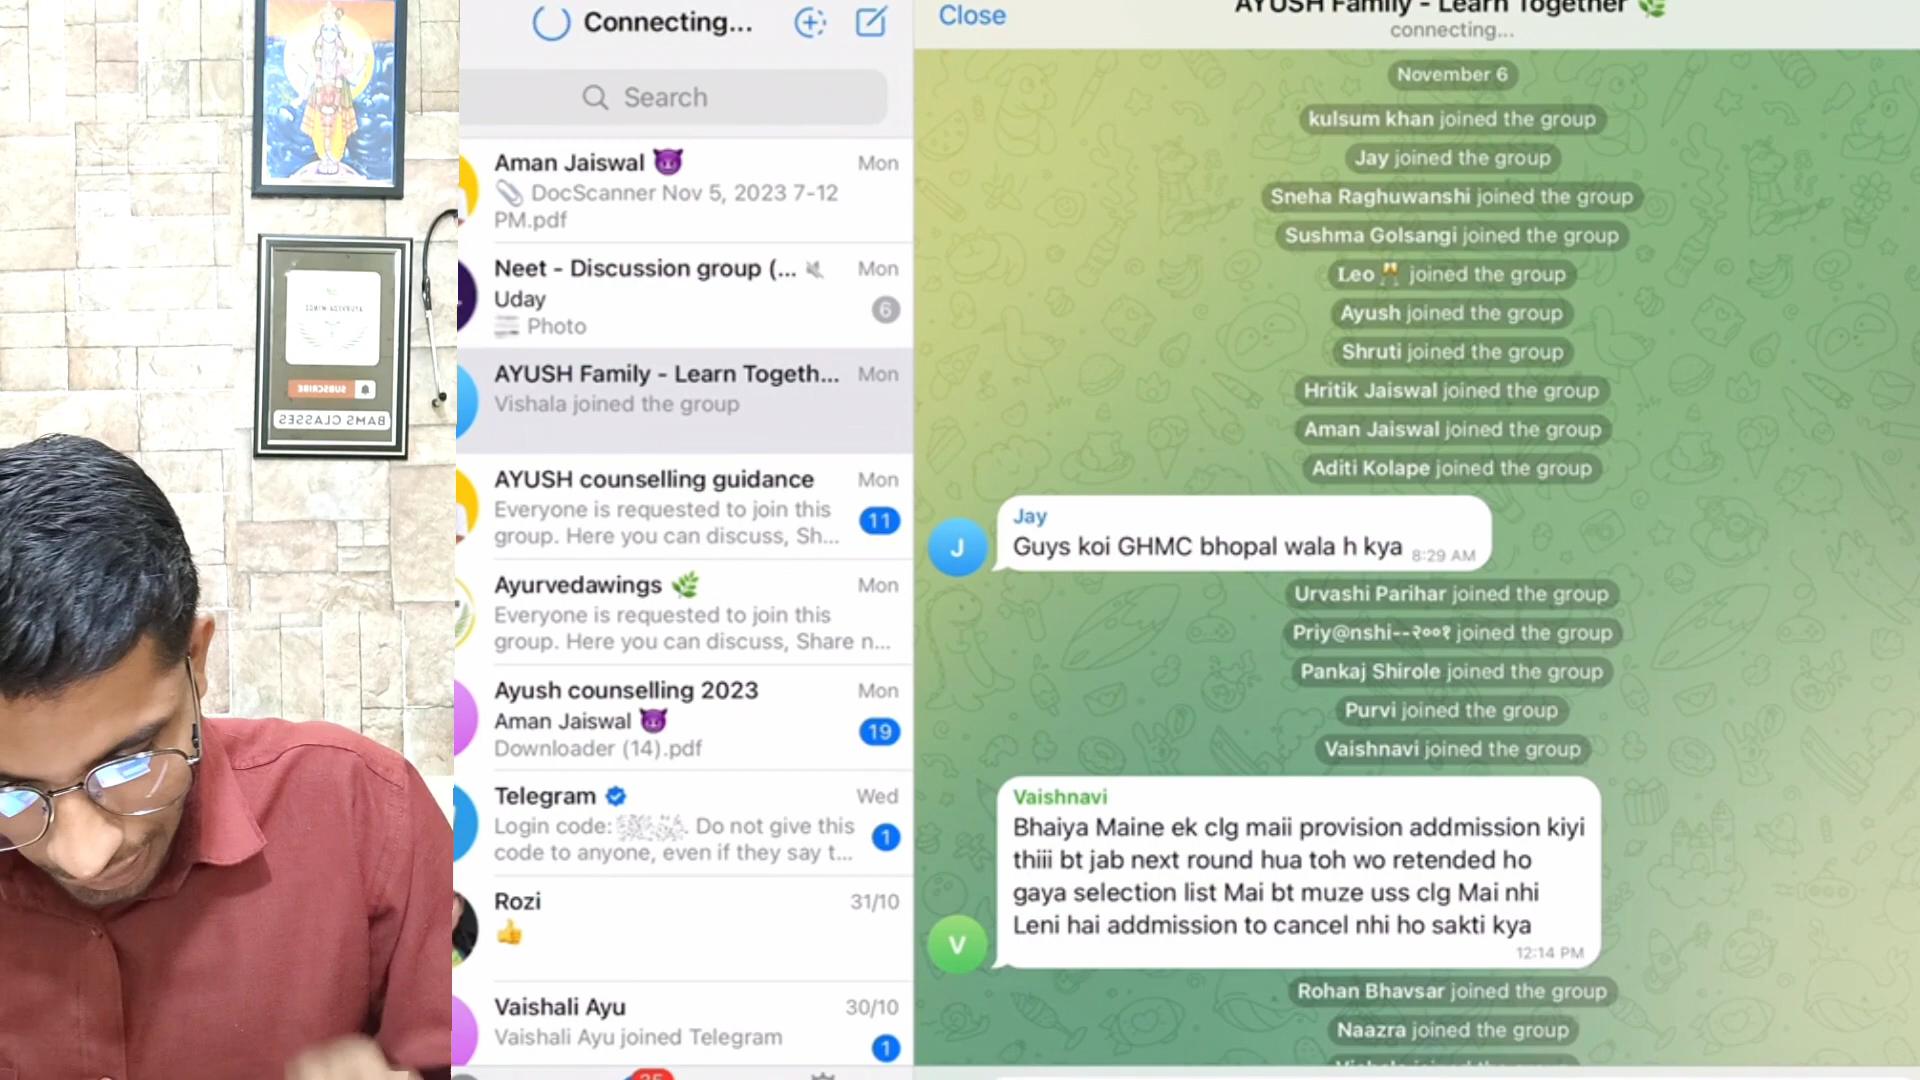 AYURVEDA WINGS
SUBSCRIBE
BAMS CLASSES
Connecting...
Search
Aman Jaiswal 😈 Mon
DocScanner Nov 5, 2023 7-12
PM.pdf
Neet - Discussion group (... Mon
Uday
Photo 6
AYUSH Family - Learn Togeth... Mon
Vishala joined the group
AYUSH counselling guidance Mon
Everyone is requested to join this
group. Here you can discuss, Sh... 11
Ayurvedawings 🌿 Mon
Everyone is requested to join this
group. Here you can discuss, Share n...
Ayush counselling 2023 Mon
Aman Jaiswal 😈
Downloader (14).pdf 19
Telegram Wed
Login code: . Do not give this
code to anyone, even if they say t... 1
Rozi 31/10
👍
Vaishali Ayu 30/10
Vaishali Ayu joined Telegram 1
Close
AYUSH Family - Learn Together 🌿
connecting...
November 6
kulsum khan joined the group
Jay joined the group
Sneha Raghuwanshi joined the group
Sushma Golsangi joined the group
Leo 🥂 joined the group
Ayush joined the group
Shruti joined the group
Hritik Jaiswal joined the group
Aman Jaiswal joined the group
Aditi Kolape joined the group
Jay
Guys koi GHMC bhopal wala h kya 8:29 AM
J
Urvashi Parihar joined the group
Priy@nshi--२००१ joined the group
Pankaj Shirole joined the group
Purvi joined the group
Vaishnavi joined the group
Vaishnavi
Bhaiya Maine ek clg maii provision addmission kiyi
thiii bt jab next round hua toh wo retended ho
gaya selection list Mai bt muze uss clg Mai nhi
Leni hai addmission to cancel nhi ho sakti kya
12:14 PM
V
Rohan Bhavsar joined the group
Naazra joined the group